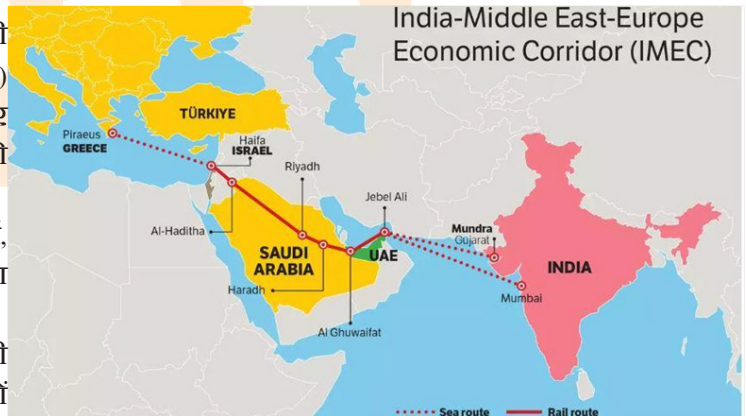 India-Middle East-Europe
Economic Corridor (IMEC)
TÜRKIYE
Piraeus
GREECE
Haifa
ISRAEL
Riyadh
Jebel Ali
Al-Haditha
Mundra
Gujarat
SAUDI
ARABIA
UAE
INDIA
Haradh
Mumbai
Al Ghuwaifat
Sea route
Rail route